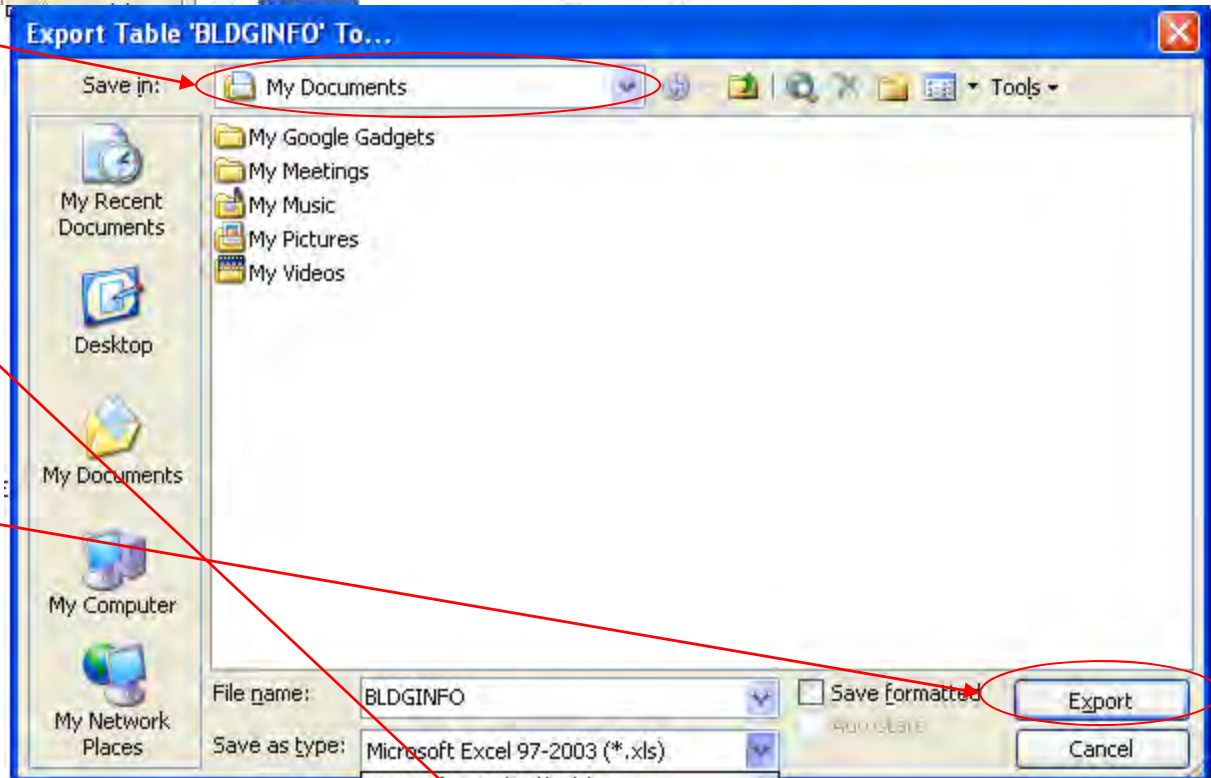 Export Table 'BLDGINFO' To...
Save in:
My Documents
Tools
My Recent
Documents
Desktop
My Documents
My Computer
My Network
Places
My Google Gadgets
My Meetings
My Music
My Pictures
My Videos
File name:
BLDGINFO
Save formatted
Export
Save as type:
Microsoft Excel 97-2003 (*.xls)
Cancel